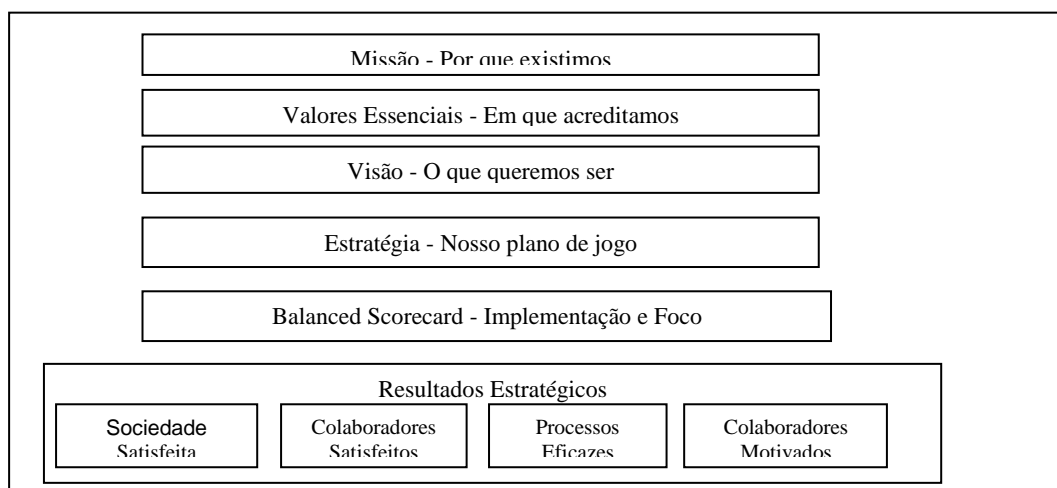 Missão - Por que existimos
Valores Essenciais - Em que acreditamos
Visão - O que queremos ser
Estratégia - Nosso plano de jogo
Balanced Scorecard - Implementação e Foco
Resultados Estratégicos
Sociedade
Satisfeita
Colaboradores
Satisfeitos
Processos
Eficazes
Colaboradores
Motivados